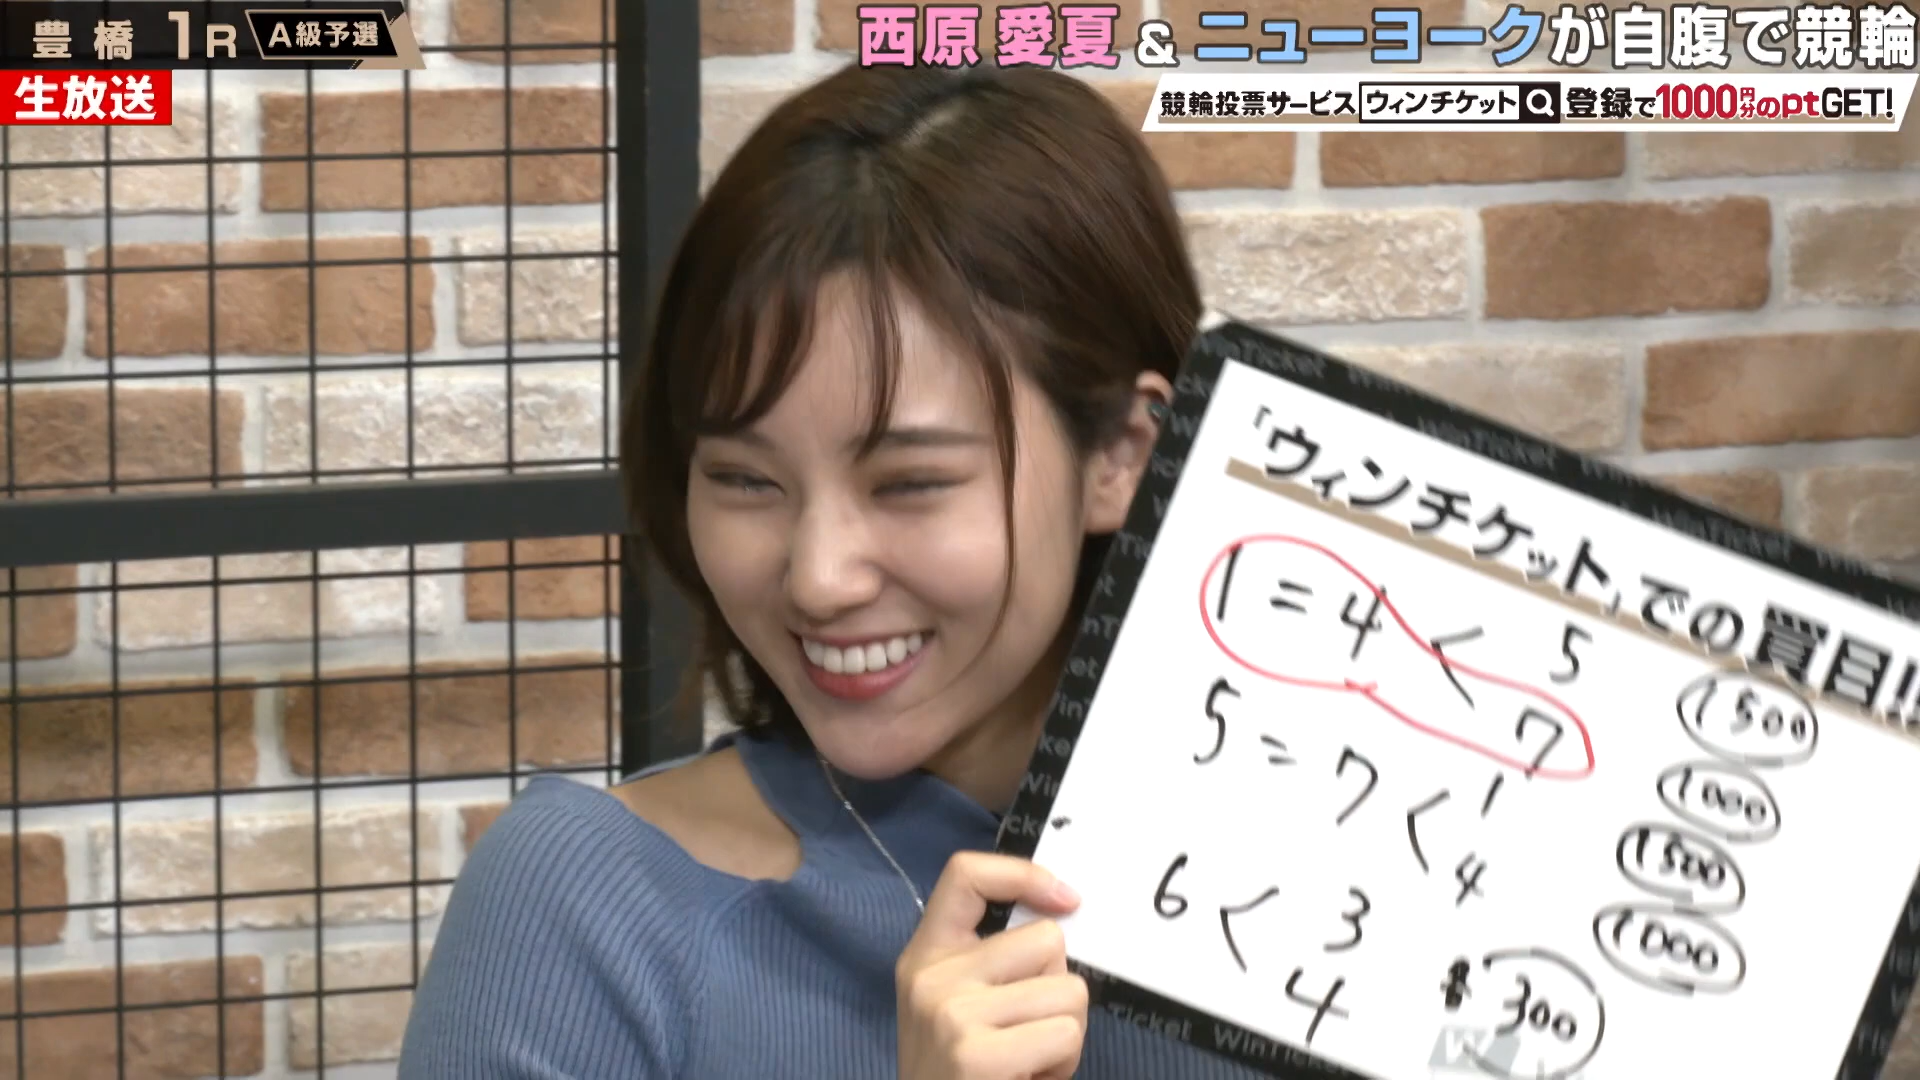 豊橋 1R A級予選
生放送
西原 愛夏 & ニューヨークが自腹で競輪
競輪投票サービス ウィンチケット 登録で1000円分のptGET!
「ウィンチケット」での買目!!
1=4< 5 1500
7 1000
5=7< 1 1500
4 1000
6< 3
4 300
WinTicket WinTicket